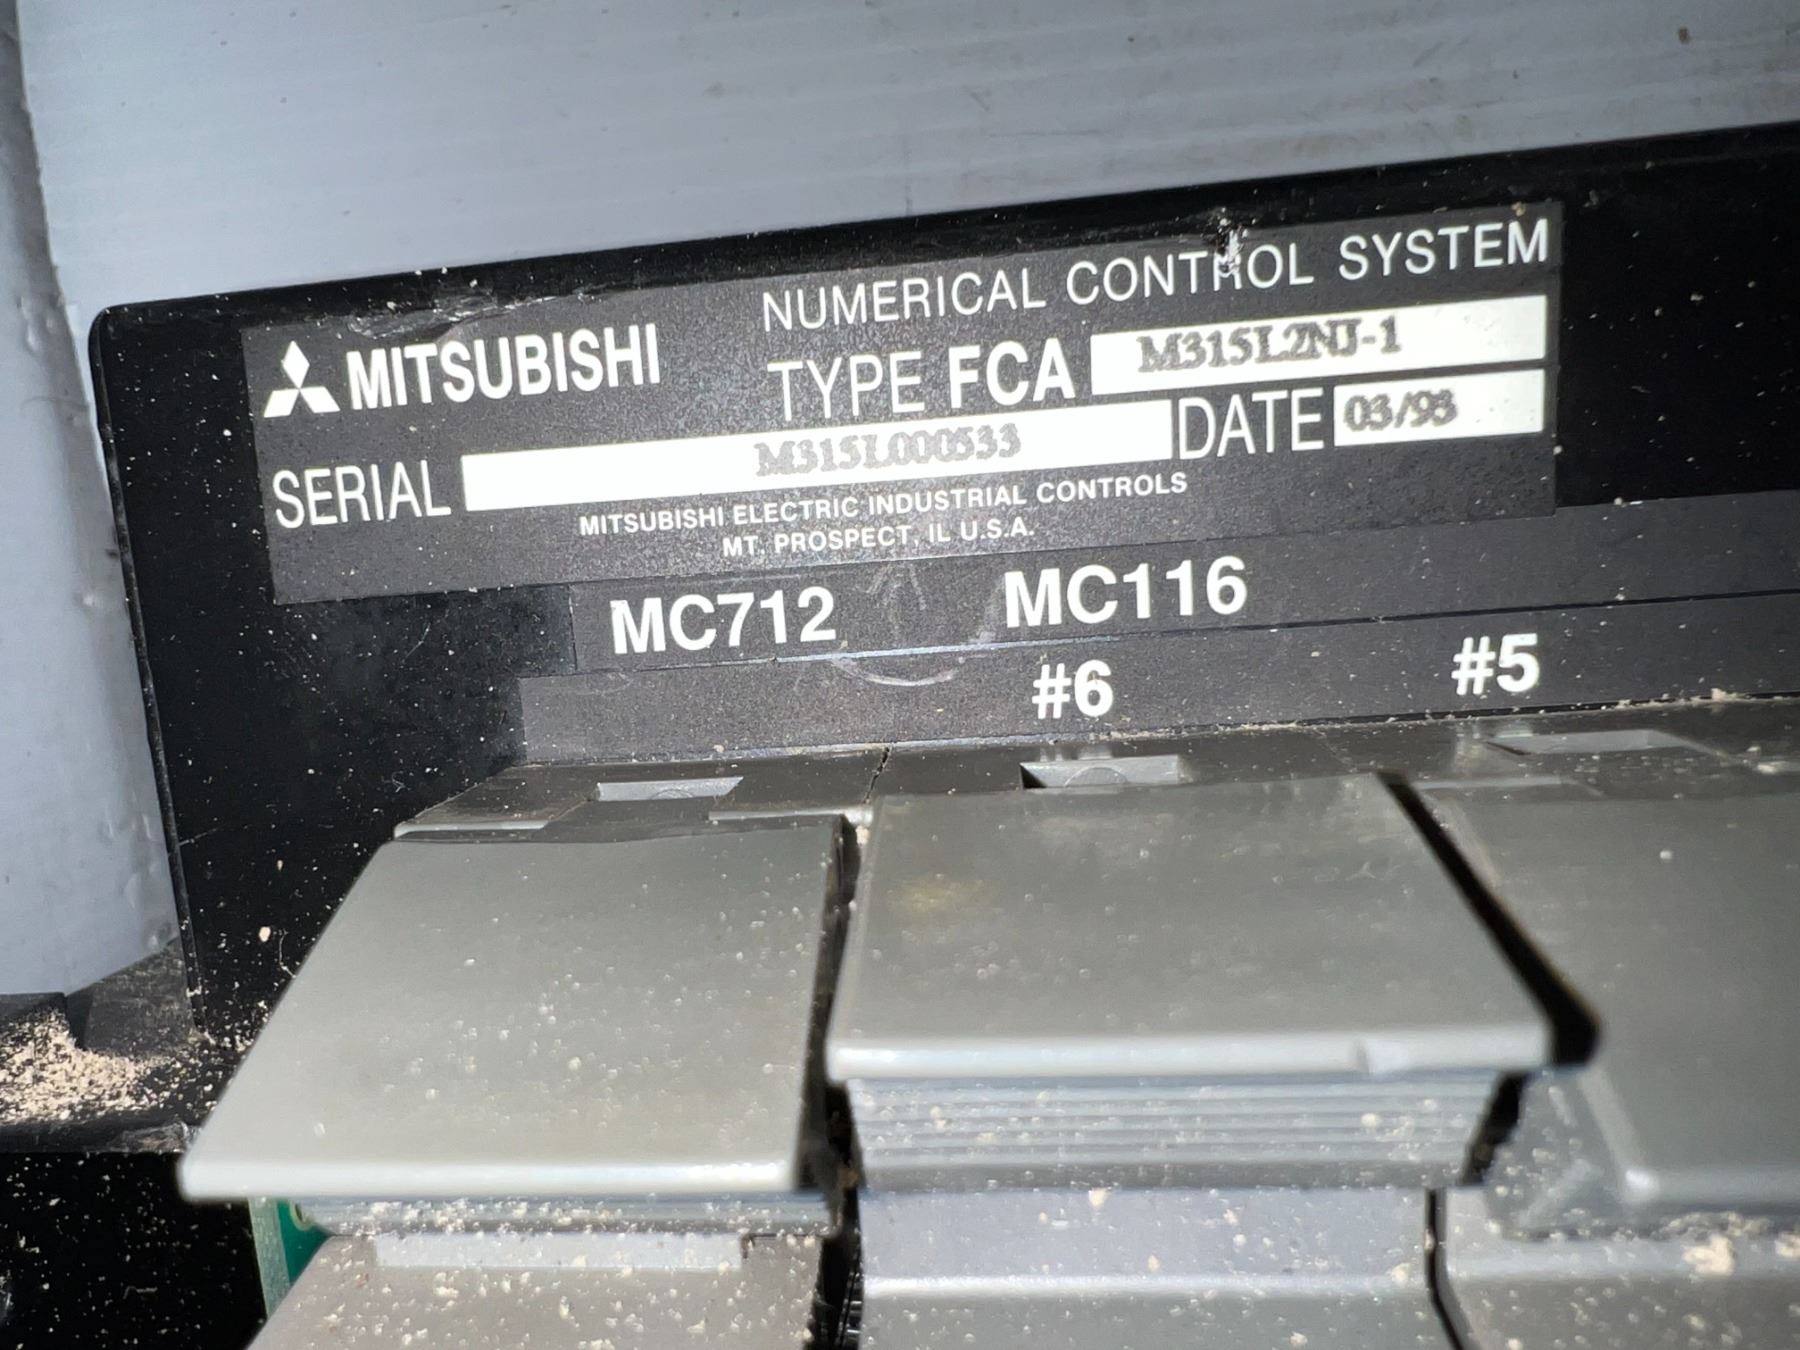 NUMERICAL CONTROL SYSTEM
MITSUBISHI TYPE FCA M315L2NJ-1
SERIAL M315L000533 DATE 03/93
MITSUBISHI ELECTRIC INDUSTRIAL CONTROLS
MT. PROSPECT, IL U.S.A.
MC712 MC116
#6 #5